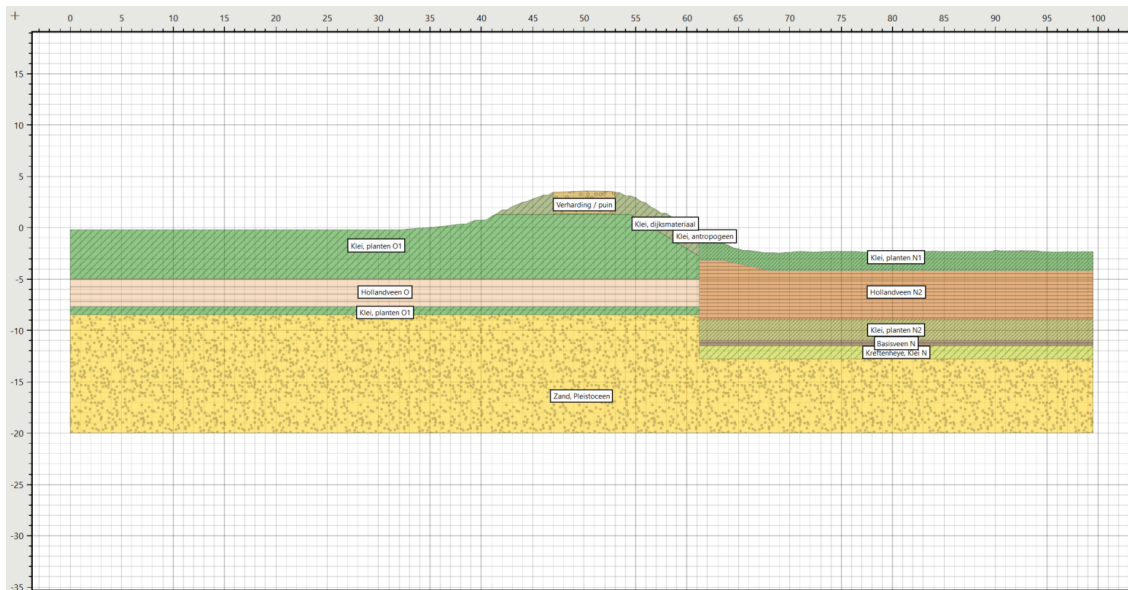 0 5 10 15 20 25 30 35 40 45 50 55 60 65 70 75 80 85 90 95 100
15
10
5
Verharding / puin
0
Klei, dijksmateriaal
Klei, antropogeen
Klei, planten O1
Klei, planten N1
-5
Hollandveen O
Hollandveen N2
Klei, planten O1
-10
Klei, planten N2
Basisveen N
Kreftenheye, Klei N
-15
Zand, Pleistoceen
-20
-25
-30
-35